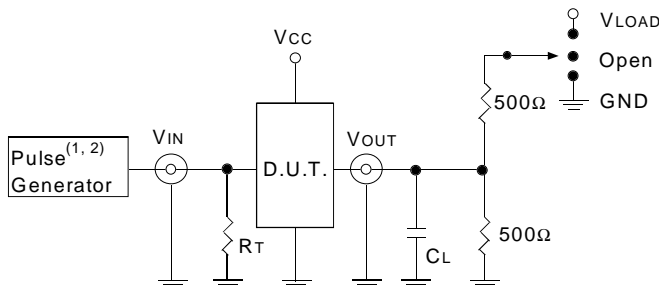 VLOAD
VCC
Open
GND
500Ω
VIN
VOUT
Pulse(1, 2)
Generator
D.U.T.
RT
CL
500Ω